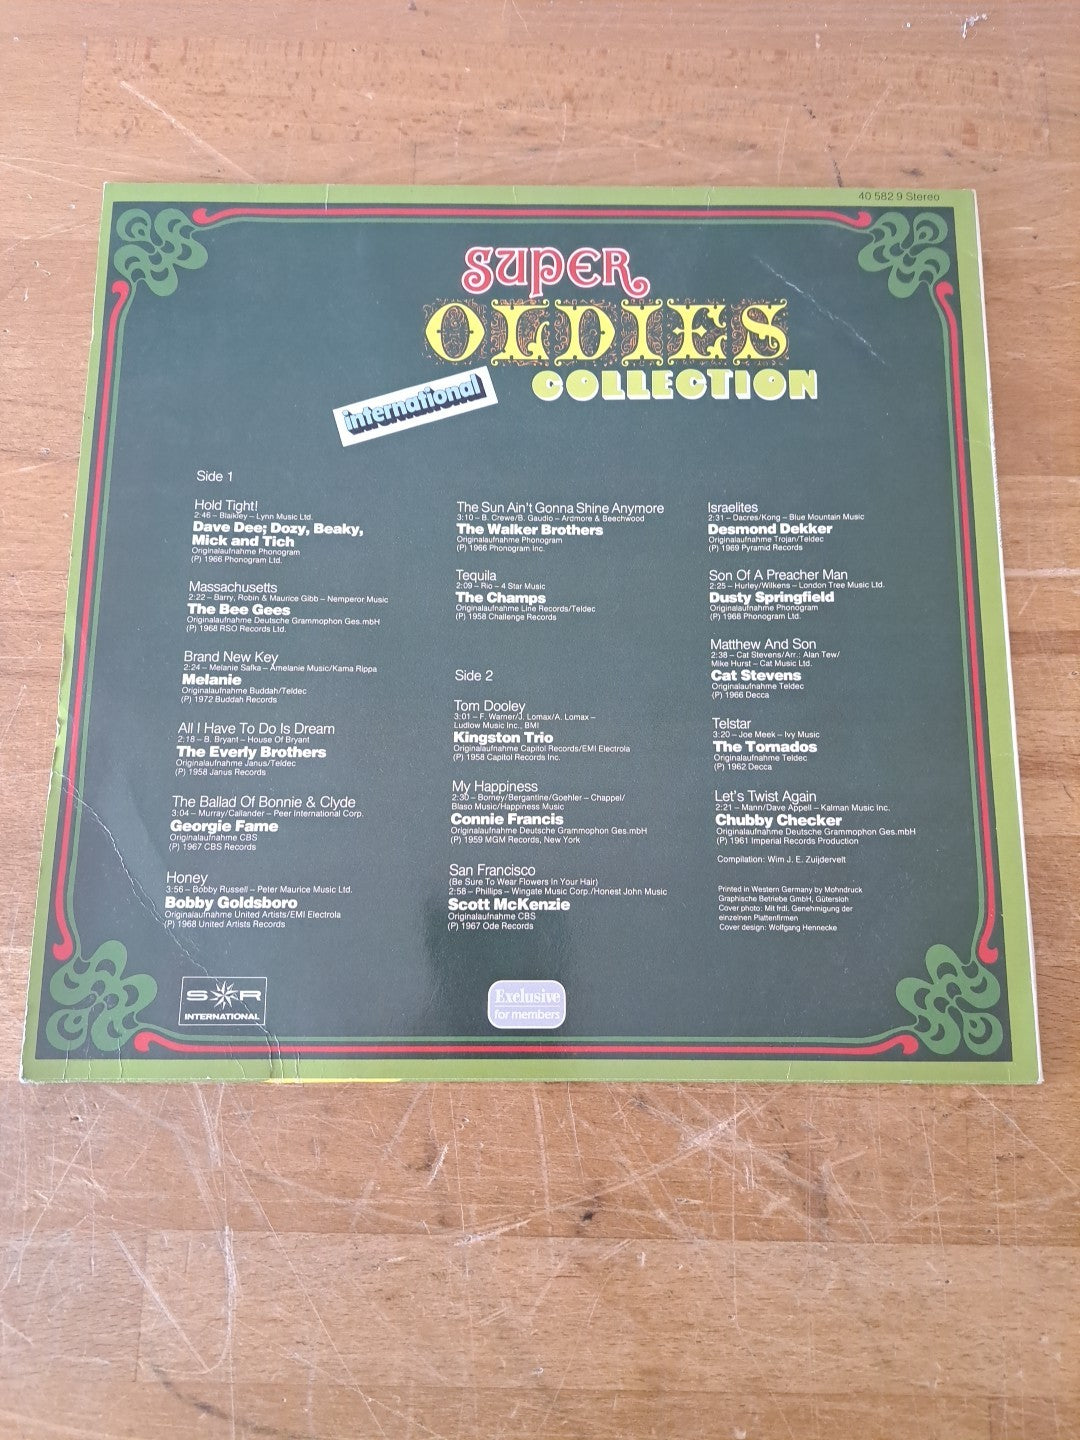 40 582 9 Stereo
SUPER
OLDIES
COLLECTION
international
Side 1
Hold Tight!
2:46 – Blaikley – Lynn Music Ltd.
Dave Dee; Dozy, Beaky,
Mick and Tich
Originalaufnahme Phonogram
(P) 1966 Phonogram Ltd.
Massachusetts
2:22 – Barry, Robin & Maurice Gibb – Nemperor Music
The Bee Gees
Originalaufnahme Deutsche Grammophon Ges.mbH
(P) 1968 RSO Records Ltd.
Brand New Key
2:24 – Melanie Safka – Amelanie Music/Kama Rippa
Melanie
Originalaufnahme Buddah/Teldec
(P) 1972 Buddah Records
All I Have To Do Is Dream
2:18 – B. Bryant – House Of Bryant
The Everly Brothers
Originalaufnahme Janus/Teldec
(P) 1958 Janus Records
The Ballad Of Bonnie & Clyde
3:04 – Murray/Callander – Peer International Corp.
Georgie Fame
Originalaufnahme CBS
(P) 1967 CBS Records
Honey
3:56 – Bobby Russell – Peter Maurice Music Ltd.
Bobby Goldsboro
Originalaufnahme United Artists/EMI Electrola
(P) 1968 United Artists Records
The Sun Ain't Gonna Shine Anymore
3:10 – B. Crewe/B. Gaudio – Ardmore & Beechwood
The Walker Brothers
Originalaufnahme Phonogram
(P) 1966 Phonogram Inc.
Tequila
2:09 – Rio – 4 Star Music
The Champs
Originalaufnahme Line Records/Teldec
(P) 1958 Challenge Records
Side 2
Tom Dooley
3:01 – F. Warner/J. Lomax/A. Lomax –
Ludlow Music Inc., BMI
Kingston Trio
Originalaufnahme Capitol Records/EMI Electrola
(P) 1958 Capitol Records Inc.
My Happiness
2:30 – Borney/Bergantine/Goehler – Chappel/
Blaso Music/Happiness Music
Connie Francis
Originalaufnahme Deutsche Grammophon Ges.mbH
(P) 1959 MGM Records, New York
San Francisco
(Be Sure To Wear Flowers In Your Hair)
2:58 – Phillips – Wingate Music Corp./Honest John Music
Scott McKenzie
Originalaufnahme CBS
(P) 1967 Ode Records
Israelites
2:31 – Dacres/Kong – Blue Mountain Music
Desmond Dekker
Originalaufnahme Trojan/Teldec
(P) 1969 Pyramid Records
Son Of A Preacher Man
2:25 – Hurley/Wilkens – London Tree Music Ltd.
Dusty Springfield
Originalaufnahme Phonogram
(P) 1968 Phonogram Ltd.
Matthew And Son
2:38 – Cat Stevens/Arr.: Alan Tew/
Mike Hurst – Cat Music Ltd.
Cat Stevens
Originalaufnahme Teldec
(P) 1966 Decca
Telstar
3:20 – Joe Meek – Ivy Music
The Tornados
Originalaufnahme Teldec
(P) 1962 Decca
Let's Twist Again
2:21 – Mann/Dave Appell – Kalman Music Inc.
Chubby Checker
Originalaufnahme Deutsche Grammophon Ges.mbH
(P) 1961 Imperial Records Production
Compilation: Wim J. E. Zuijdervelt
Printed in Western Germany by Mohndruck
Graphische Betriebe GmbH, Gütersloh
Cover photo: Mit frdl. Genehmigung der
einzelnen Plattenfirmen
Cover design: Wolfgang Hennecke
S R
INTERNATIONAL
Exclusive
for members